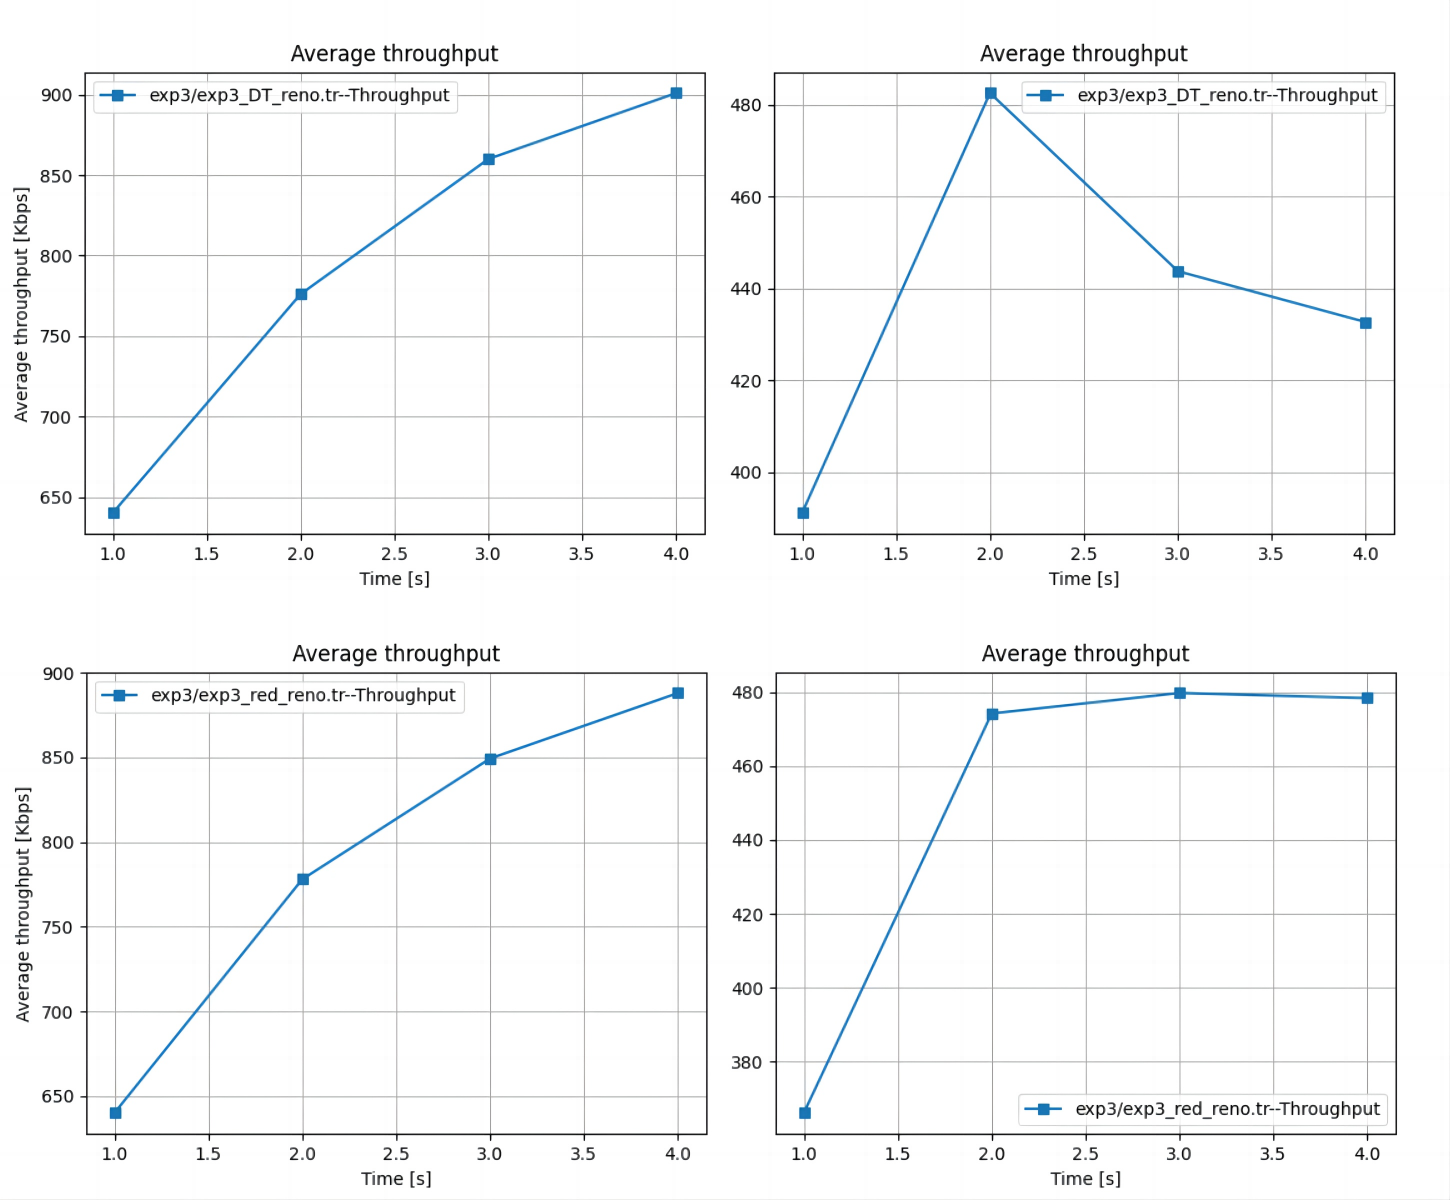 Average throughput
exp3/exp3_DT_reno.tr--Throughput
Average throughput [Kbps]
900
850
800
750
700
650
1.0 1.5 2.0 2.5 3.0 3.5 4.0
Time [s]
Average throughput
exp3/exp3_DT_reno.tr--Throughput
480
460
440
420
400
1.0 1.5 2.0 2.5 3.0 3.5 4.0
Time [s]
Average throughput
exp3/exp3_red_reno.tr--Throughput
Average throughput [Kbps]
900
850
800
750
700
650
1.0 1.5 2.0 2.5 3.0 3.5 4.0
Time [s]
Average throughput
480
460
440
420
400
380
exp3/exp3_red_reno.tr--Throughput
1.0 1.5 2.0 2.5 3.0 3.5 4.0
Time [s]